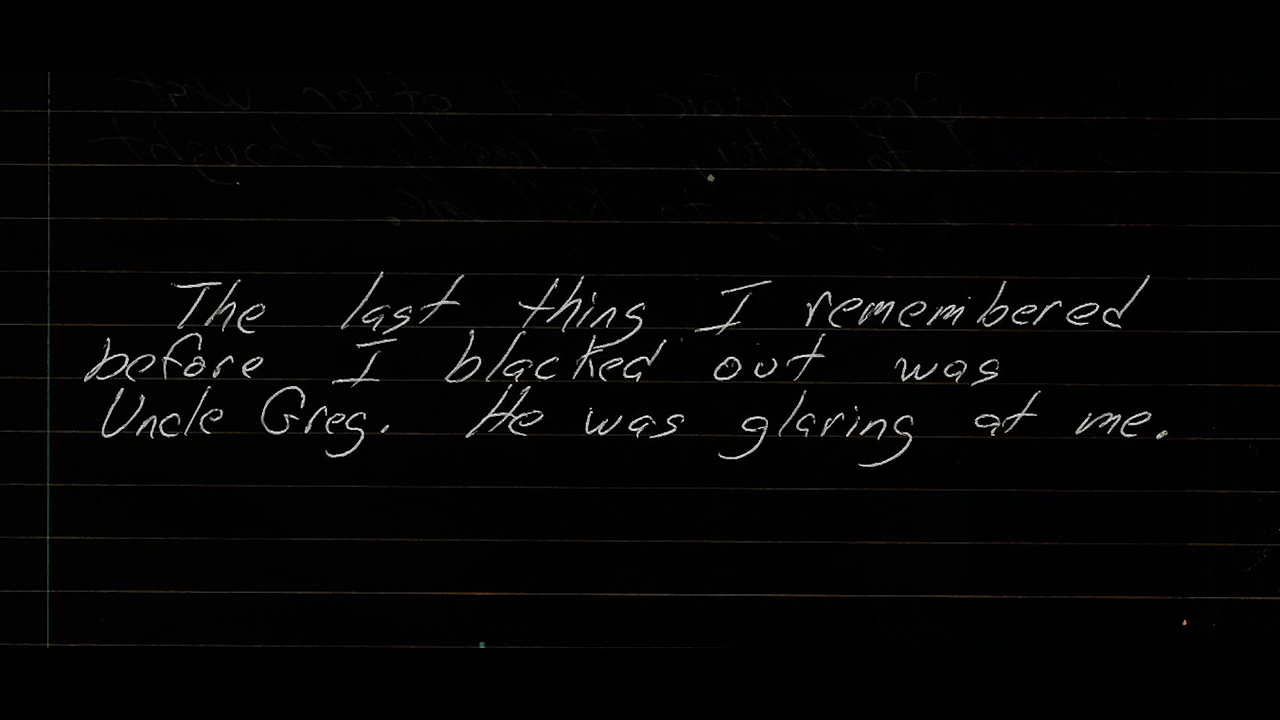 The last thing I remembered
before I blacked out was
Uncle Greg. He was glaring at me.